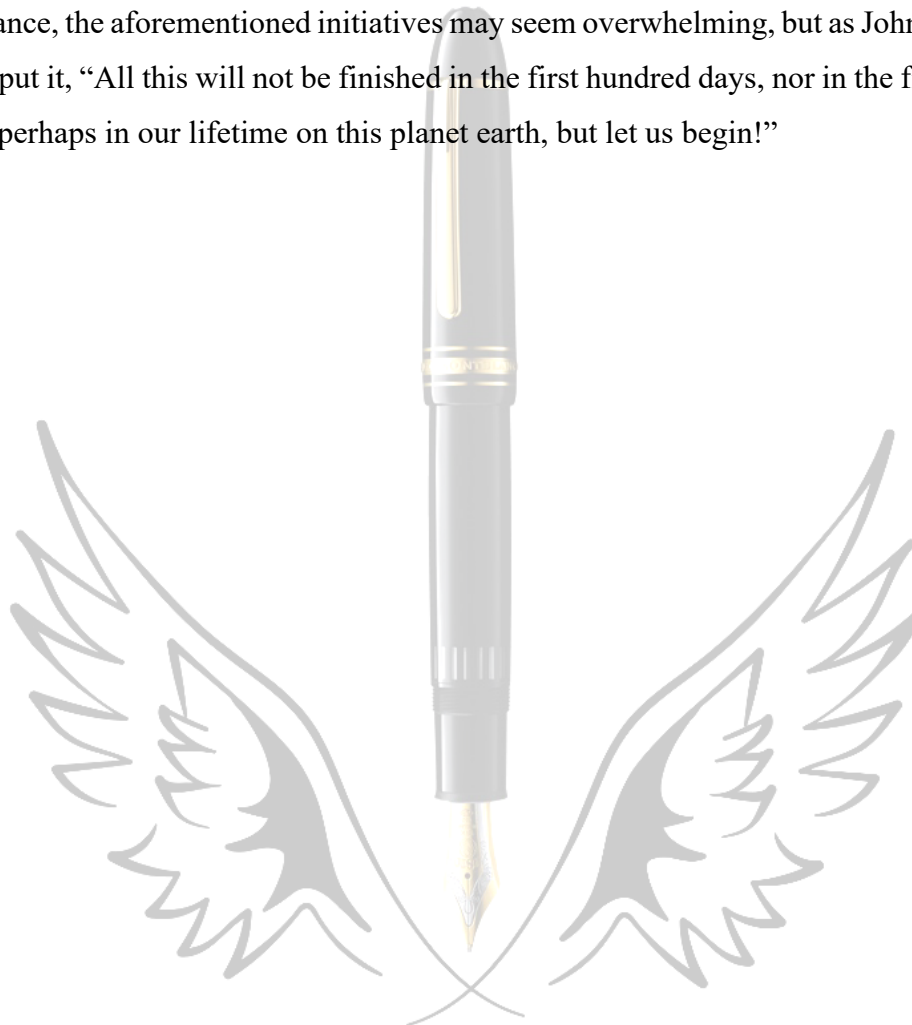 ance, the aforementioned initiatives may seem overwhelming, but as John
put it, “All this will not be finished in the first hundred days, nor in the f
perhaps in our lifetime on this planet earth, but let us begin!”